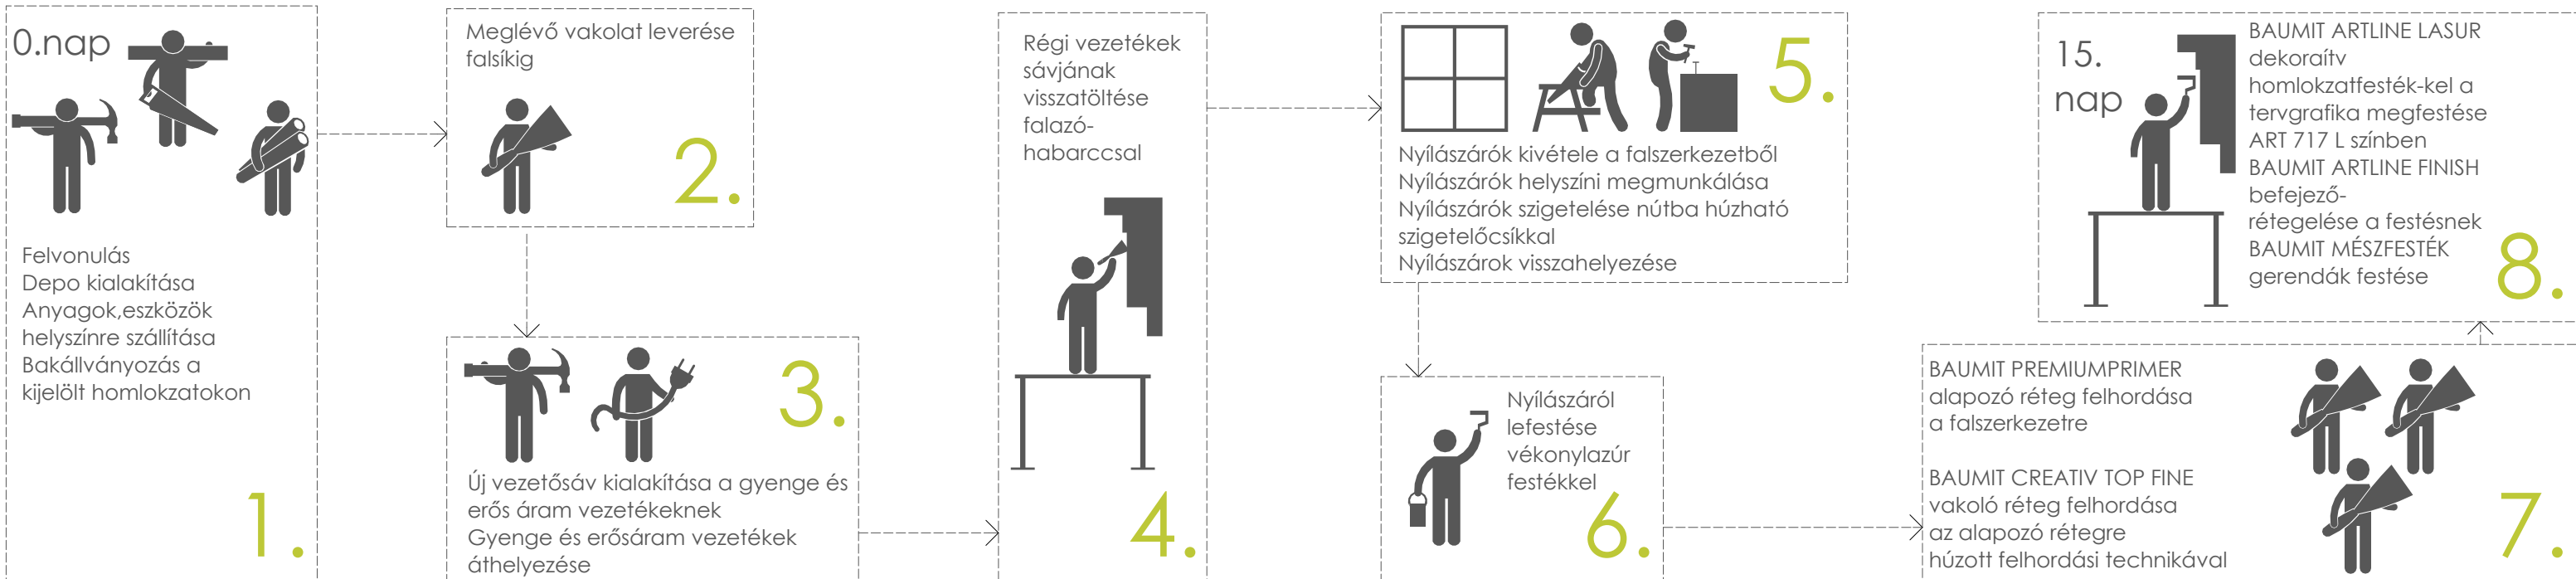 0.nap
Felvonulás
Depo kialakítása
Anyagok,eszközök
helyszínre szállítása
Bakállványozás a
kijelölt homlokzatokon
1.
Meglévő vakolat leverése
falsíkig
2.
3.
Új vezetősáv kialakítása a gyenge és
erős áram vezetékeknek
Gyenge és erősáram vezetékek
áthelyezése
Régi vezetékek
sávjának
visszatöltése
falazó-
habarccsal
4.
5.
Nyílászárók kivétele a falszerkezetből
Nyílászárók helyszíni megmunkálása
Nyílászárók szigetelése nútba húzható
szigetelőcsíkkal
Nyílászárok visszahelyezése
Nyílászáról
lefestése
vékonylazúr
festékkel
6.
BAUMIT PREMIUMPRIMER
alapozó réteg felhordása
a falszerkezetre
BAUMIT CREATIV TOP FINE
vakoló réteg felhordása
az alapozó rétegre
húzott felhordási technikával
7.
15.
nap
BAUMIT ARTLINE LASUR
dekoraítv
homlokzatfesték-kel a
tervgrafika megfestése
ART 717 L színben
BAUMIT ARTLINE FINISH
befejező-
rétegelése a festésnek
BAUMIT MÉSZFESTÉK
gerendák festése
8.